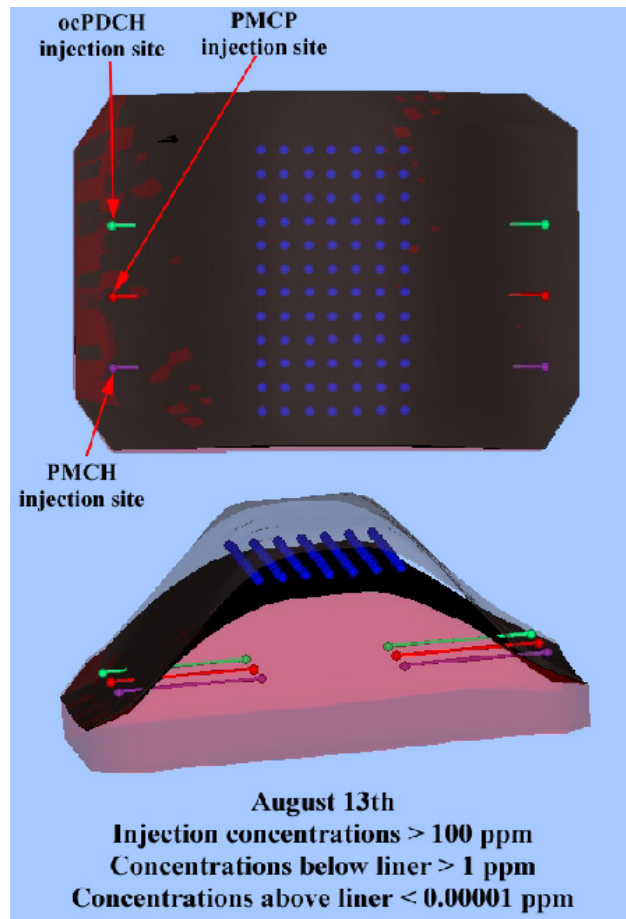 ocPDCH
injection site
PMCP
injection site
PMCH
injection site
August 13th
Injection concentrations > 100 ppm
Concentrations below liner > 1 ppm
Concentrations above liner < 0.00001 ppm